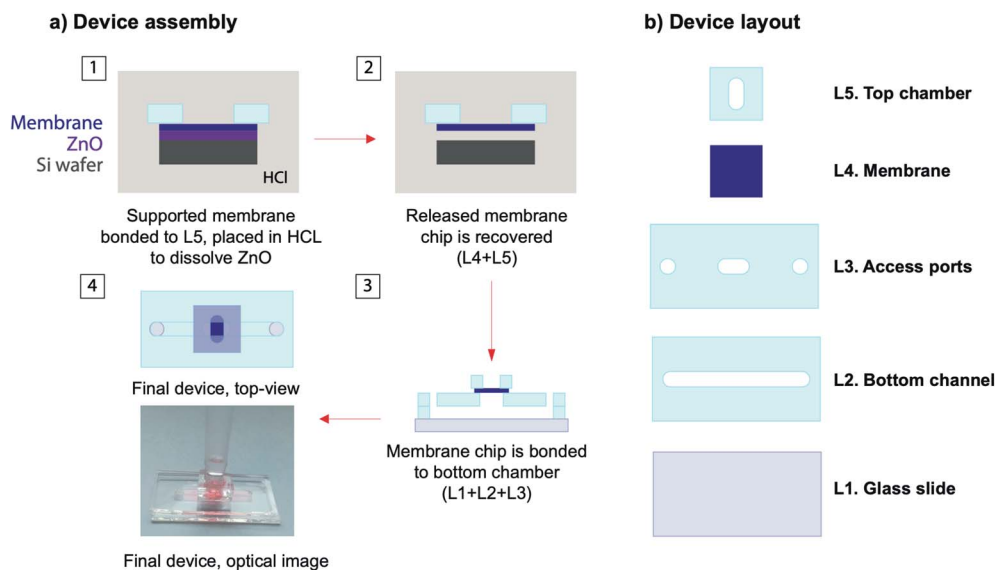 a) Device assembly
1
Membrane
ZnO
Si wafer
HCl
Supported membrane
bonded to L5, placed in HCL
to dissolve ZnO
2
Released membrane
chip is recovered
(L4+L5)
3
Membrane chip is bonded
to bottom chamber
(L1+L2+L3)
4
Final device, top-view
Final device, optical image
b) Device layout
L5. Top chamber
L4. Membrane
L3. Access ports
L2. Bottom channel
L1. Glass slide